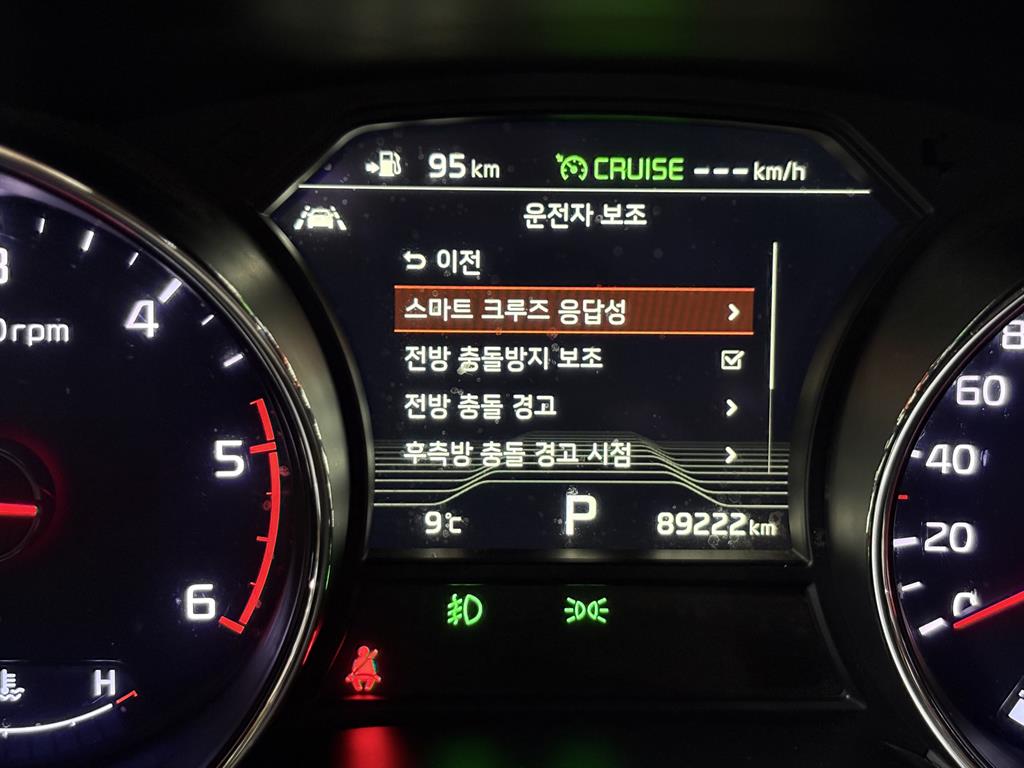 95 km CRUISE ---km/h
운전자 보조
이전
스마트 크루즈 응답성
전방 충돌방지 보조
전방 충돌 경고
후측방 충돌 경고 시점
9℃ P 89222 km
4
5
6
H
rpm
60
40
20
0